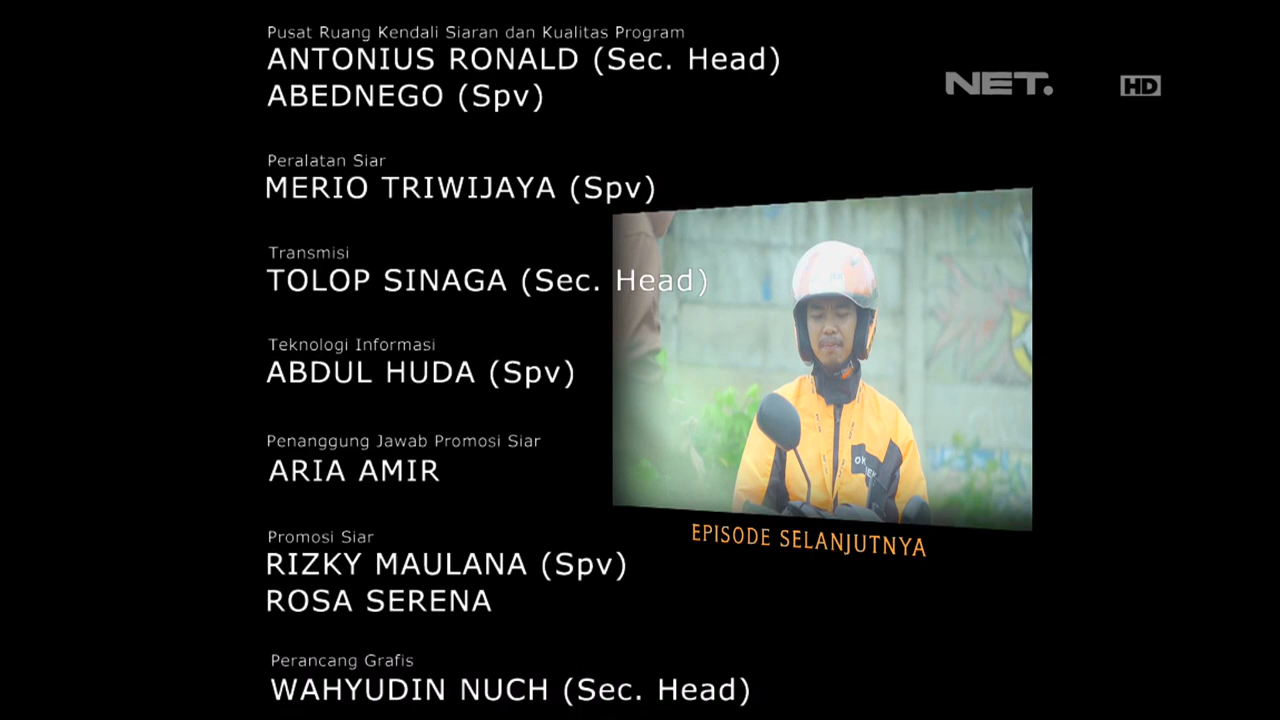 Pusat Ruang Kendali Siaran dan Kualitas Program
ANTONIUS RONALD (Sec. Head)
ABEDNEGO (Spv)
NET.
HD
Peralatan Siar
MERIO TRIWIJAYA (Spv)
Transmisi
TOLOP SINAGA (Sec. Head)
Teknologi Informasi
ABDUL HUDA (Spv)
Penanggung Jawab Promosi Siar
ARIA AMIR
Promosi Siar
RIZKY MAULANA (Spv)
ROSA SERENA
Perancang Grafis
WAHYUDIN NUCH (Sec. Head)
EPISODE SELANJUTNYA